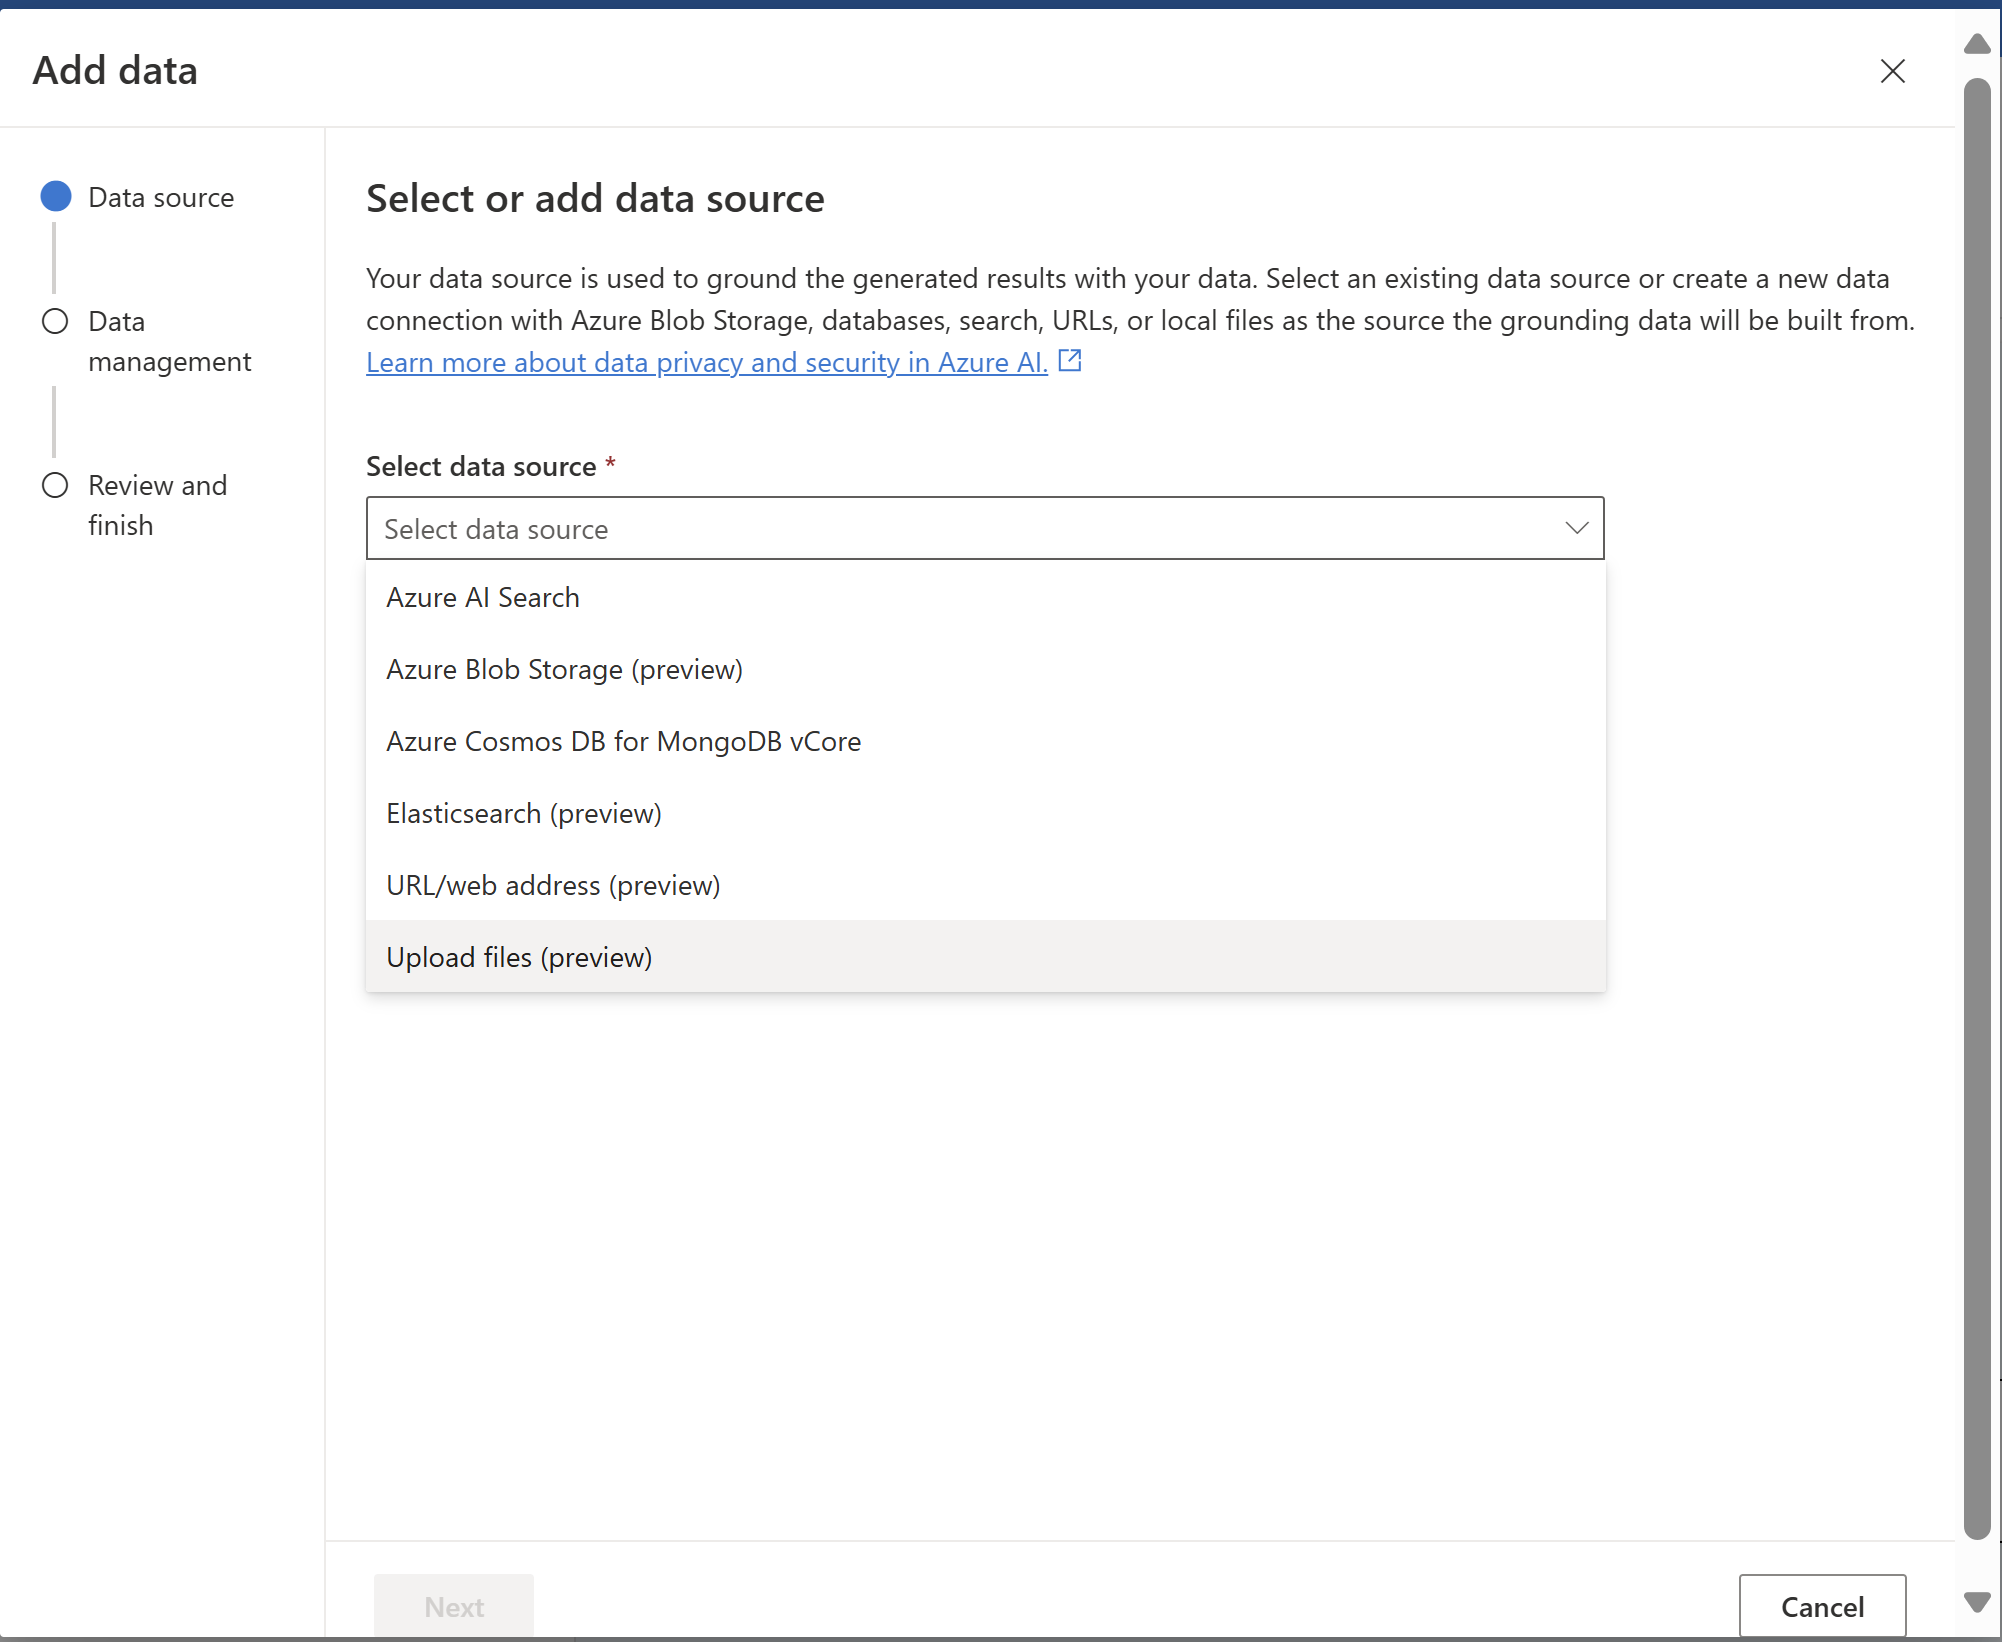 Add data
Data source
Data
management
Review and
finish
Select or add data source
Your data source is used to ground the generated results with your data. Select an existing data source or create a new data
connection with Azure Blob Storage, databases, search, URLs, or local files as the source the grounding data will be built from.
Learn more about data privacy and security in Azure AI.
Select data source *
Select data source
Azure AI Search
Azure Blob Storage (preview)
Azure Cosmos DB for MongoDB vCore
Elasticsearch (preview)
URL/web address (preview)
Upload files (preview)
Next
Cancel